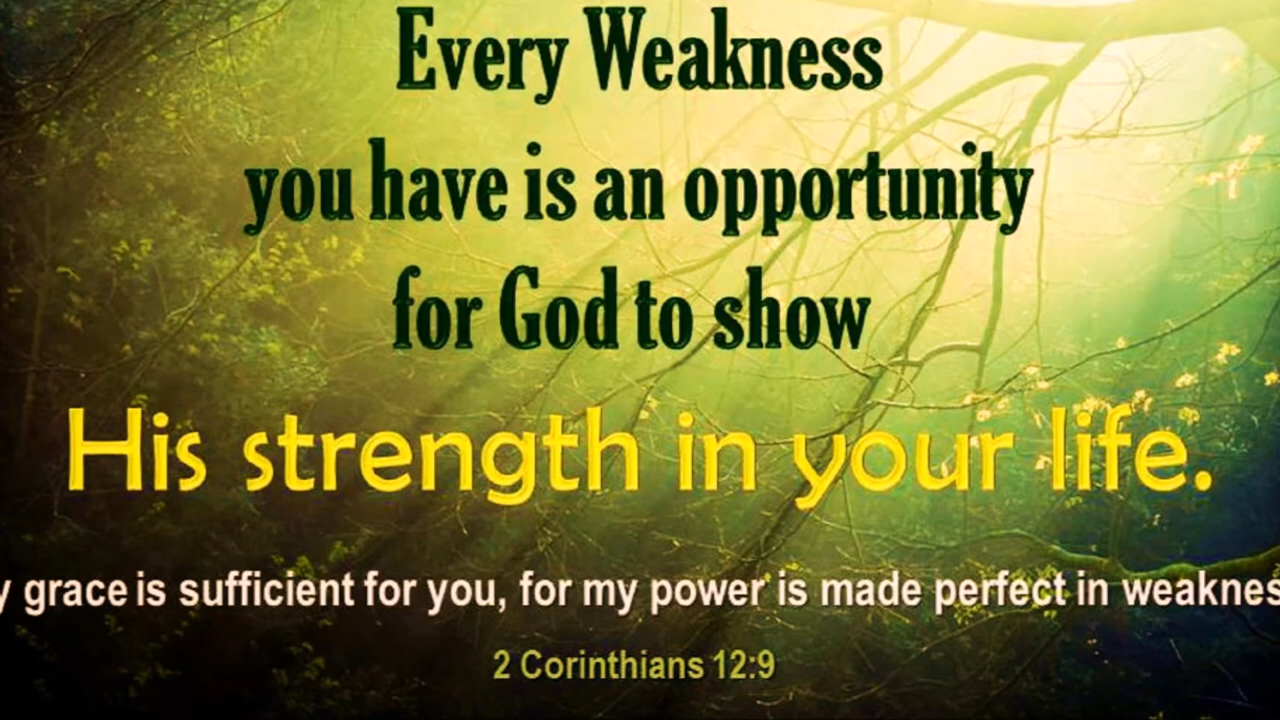 Every Weakness
you have is an opportunity
for God to show
His strength in your life.
y grace is sufficient for you, for my power is made perfect in weaknes
2 Corinthians 12:9